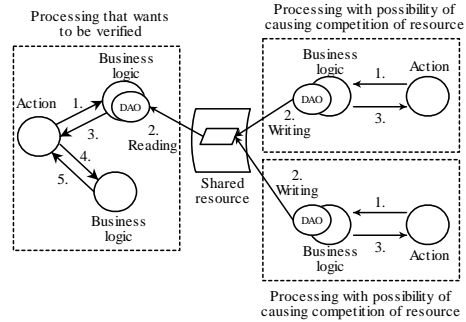 Processing that wants
to be verified
Business
logic
Action
1.
DAO
3.
2.
Reading
4.
5.
Business
logic
Shared
resource
Processing with possibility of
causing competition of resource
Business
logic
1.
Action
DAO
2.
Writing
3.
2.
Writing
1.
DAO
3.
Business
logic
Action
Processing with possibility of
causing competition of resource